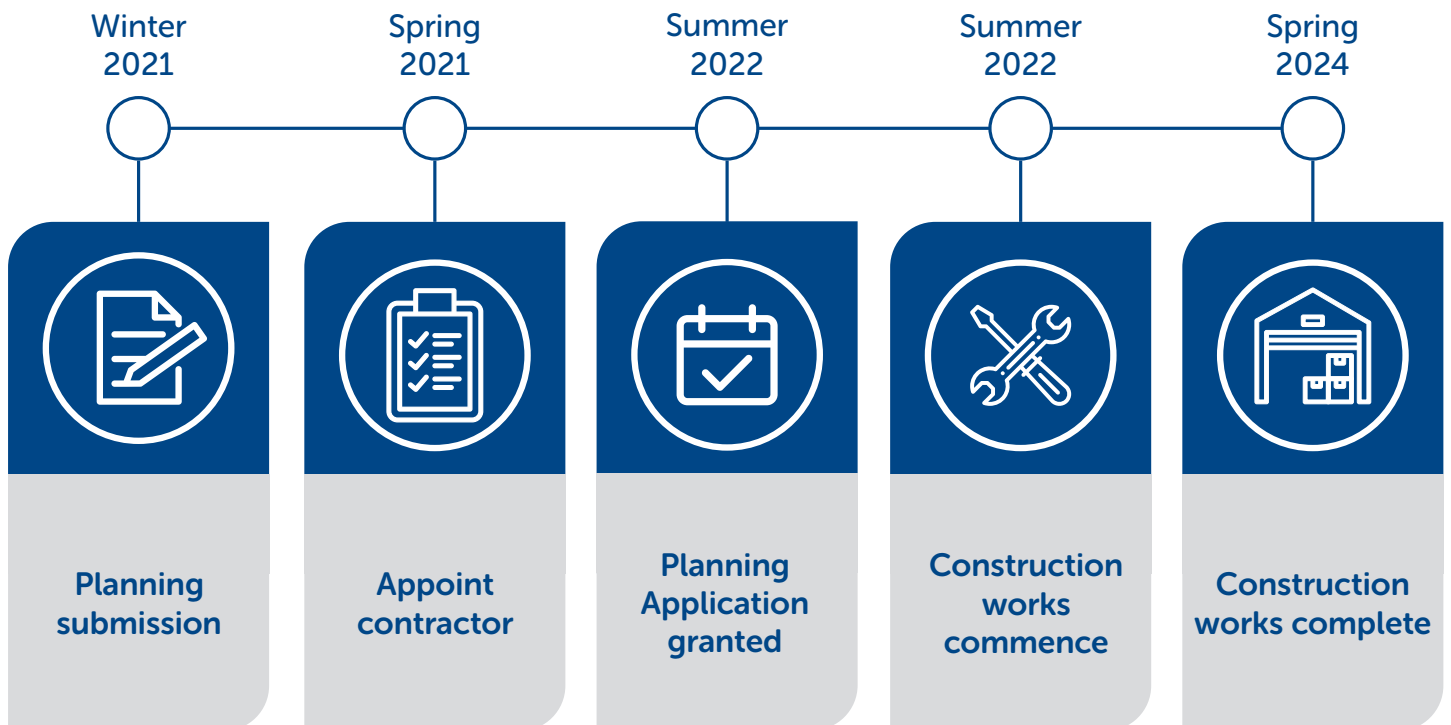 Winter
2021
Spring
2021
Summer
2022
Summer
2022
Spring
2024
Planning
submission
Appoint
contractor
Planning
Application
granted
Construction
works
commence
Construction
works complete